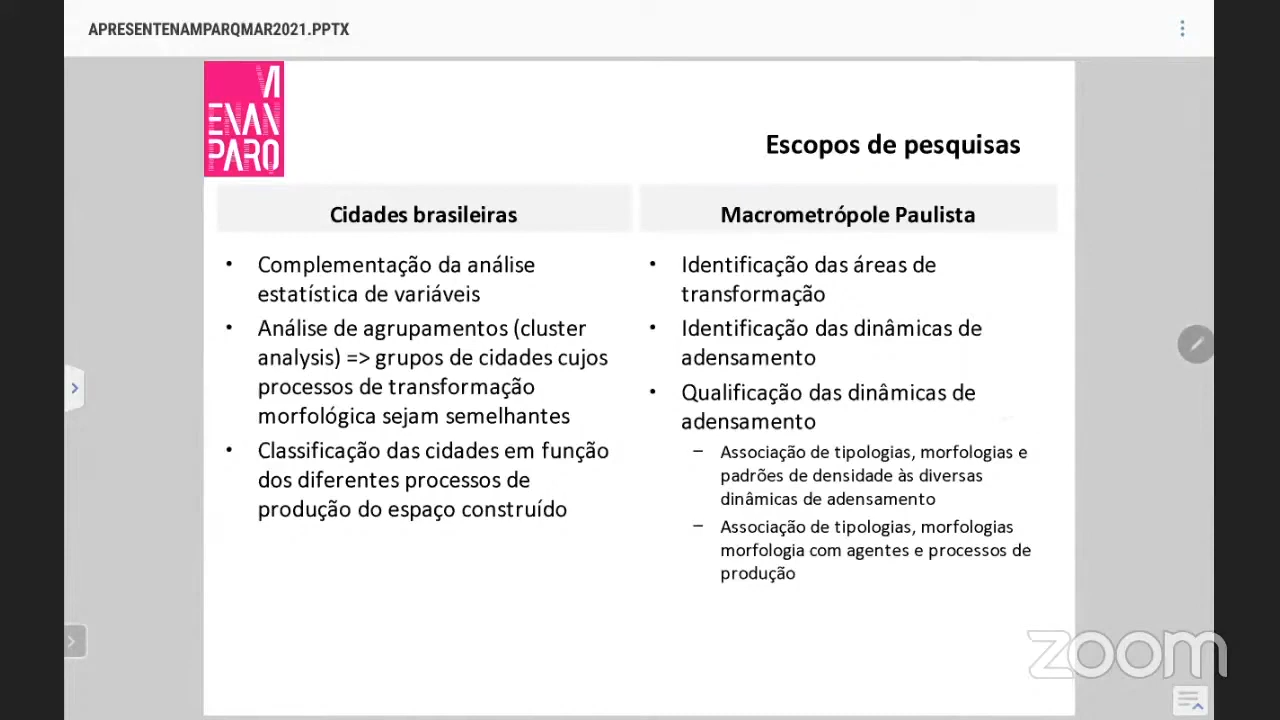 APRESENTENAMPARQMAR2021.PPTX
VI
ENAN
PARQ
Escopos de pesquisas
Cidades brasileiras
• Complementação da análise
estatística de variáveis
• Análise de agrupamentos (cluster
analysis) => grupos de cidades cujos
processos de transformação
morfológica sejam semelhantes
• Classificação das cidades em função
dos diferentes processos de
produção do espaço construído
Macrometrópole Paulista
• Identificação das áreas de
transformação
• Identificação das dinâmicas de
adensamento
• Qualificação das dinâmicas de
adensamento
– Associação de tipologias, morfologias e
padrões de densidade às diversas
dinâmicas de adensamento
– Associação de tipologias, morfologias
morfologia com agentes e processos de
produção
zoom